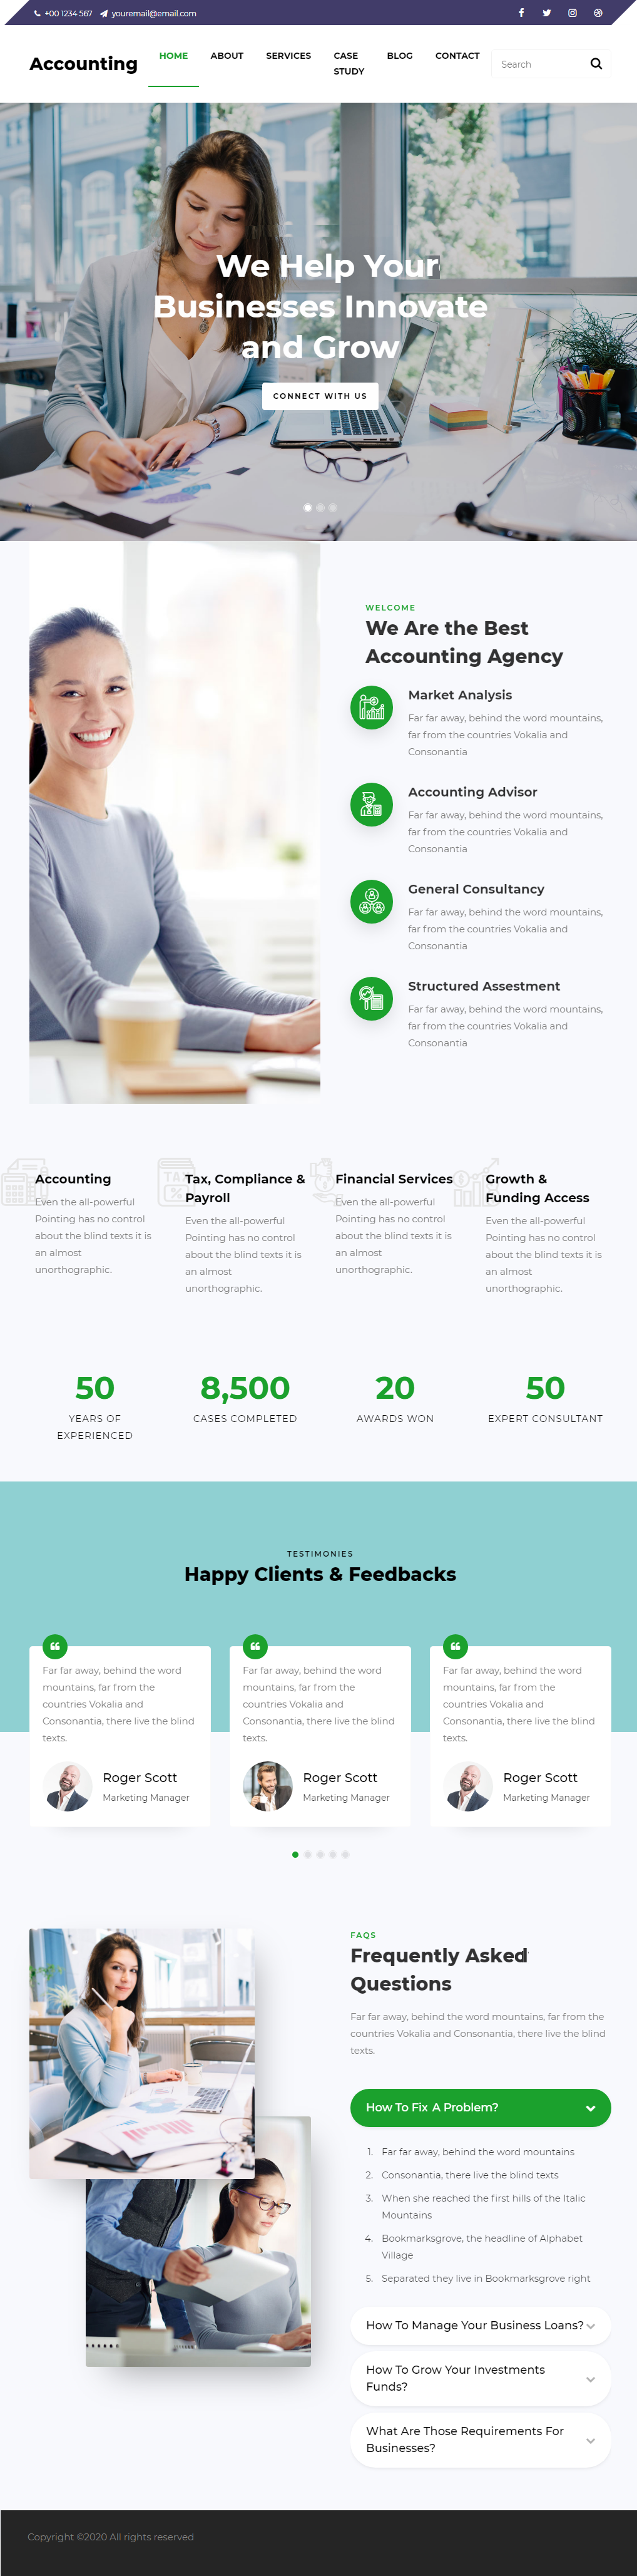 +00 1234 567 youremail@email.com
Accounting
HOME ABOUT SERVICES CASE STUDY BLOG CONTACT
Search
We Help Your
Businesses Innovate
and Grow
CONNECT WITH US
WELCOME
We Are the Best
Accounting Agency
Market Analysis
Far far away, behind the word mountains,
far from the countries Vokalia and
Consonantia
Accounting Advisor
Far far away, behind the word mountains,
far from the countries Vokalia and
Consonantia
General Consultancy
Far far away, behind the word mountains,
far from the countries Vokalia and
Consonantia
Structured Assestment
Far far away, behind the word mountains,
far from the countries Vokalia and
Consonantia
Accounting
Even the all-powerful
Pointing has no control
about the blind texts it is
an almost
unorthographic.
TAX
Tax, Compliance &
Payroll
Even the all-powerful
Pointing has no control
about the blind texts it is
an almost
unorthographic.
Financial Services
Even the all-powerful
Pointing has no control
about the blind texts it is
an almost
unorthographic.
Growth &
Funding Access
Even the all-powerful
Pointing has no control
about the blind texts it is
an almost
unorthographic.
50
YEARS OF
EXPERIENCED
8,500
CASES COMPLETED
20
AWARDS WON
50
EXPERT CONSULTANT
TESTIMONIES
Happy Clients & Feedbacks
Far far away, behind the word
mountains, far from the
countries Vokalia and
Consonantia, there live the blind
texts.
Roger Scott
Marketing Manager
Far far away, behind the word
mountains, far from the
countries Vokalia and
Consonantia, there live the blind
texts.
Roger Scott
Marketing Manager
Far far away, behind the word
mountains, far from the
countries Vokalia and
Consonantia, there live the blind
texts.
Roger Scott
Marketing Manager
FAQS
Frequently Asked
Questions
Far far away, behind the word mountains, far from the
countries Vokalia and Consonantia, there live the blind
texts.
How To Fix A Problem?
1. Far far away, behind the word mountains
2. Consonantia, there live the blind texts
3. When she reached the first hills of the Italic
Mountains
4. Bookmarksgrove, the headline of Alphabet
Village
5. Separated they live in Bookmarksgrove right
How To Manage Your Business Loans?
How To Grow Your Investments
Funds?
What Are Those Requirements For
Businesses?
Copyright ©2020 All rights reserved